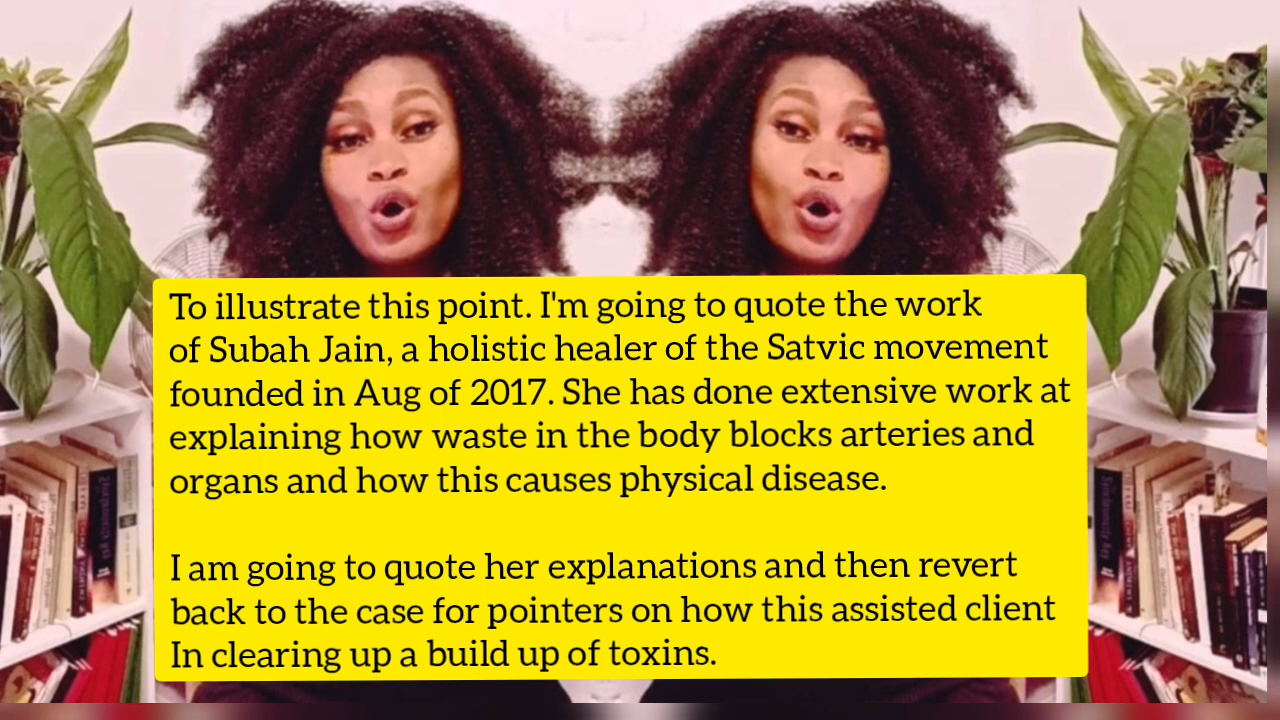 To illustrate this point. I'm going to quote the work
of Subah Jain, a holistic healer of the Satvic movement
founded in Aug of 2017. She has done extensive work at
explaining how waste in the body blocks arteries and
organs and how this causes physical disease.
I am going to quote her explanations and then revert
back to the case for pointers on how this assisted client
In clearing up a build up of toxins.